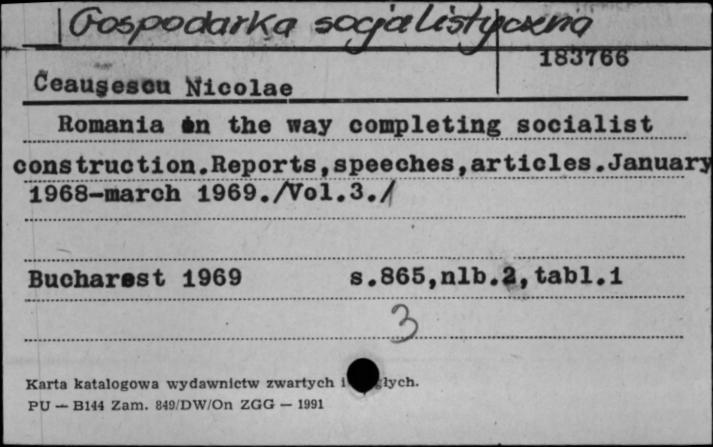 Gospodarka socjalistyczna
183766
Ceauşescu Nicolae
Romania on the way completing socialist
construction.Reports,speeches,articles.January
1968-march 1969./Vol.3./
Bucharest 1969 s.865,nlb.2,tabl.1
3
Karta katalogowa wydawnictw zwartych i
PU — B144 Zam. 849/DW/On ZGG — 1991